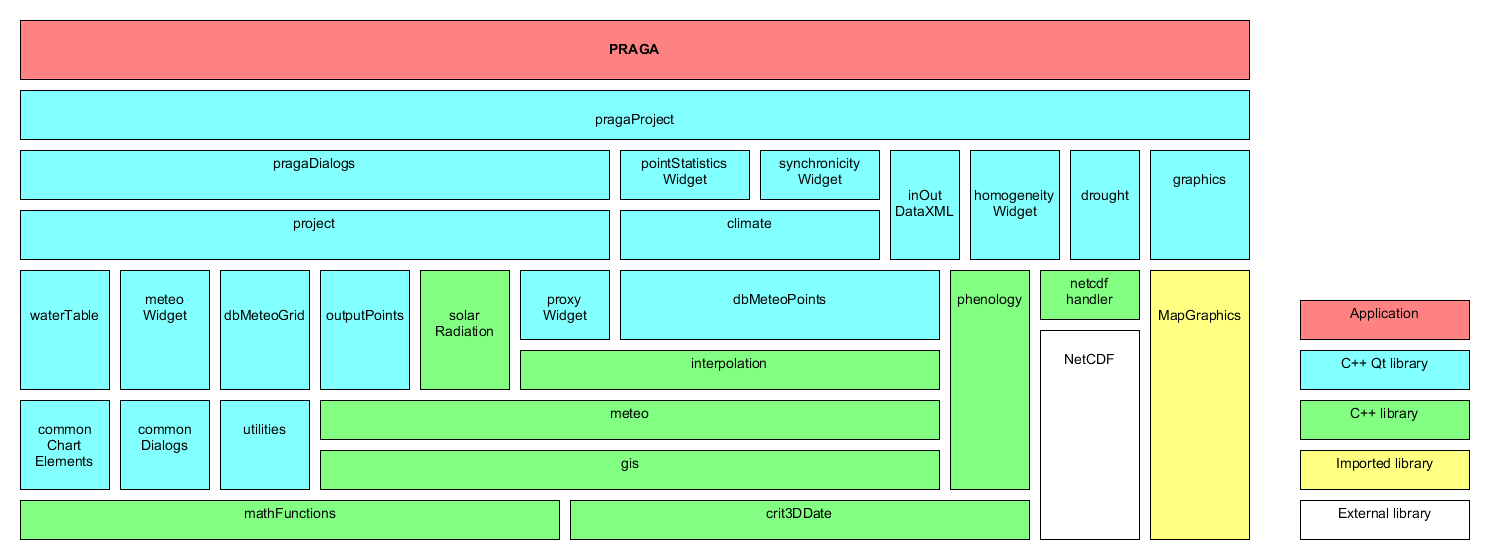 PRAGA
pragaProject
pragaDialogs
pointStatistics
Widget
synchronicity
Widget
inOut
DataXML
homogeneity
Widget
drought
graphics
project
climate
waterTable
meteo
Widget
dbMeteoGrid
outputPoints
solar
Radiation
proxy
Widget
dbMeteoPoints
phenology
netcdf
handler
MapGraphics
interpolation
NetCDF
common
Chart
Elements
common
Dialogs
utilities
meteo
gis
mathFunctions
crit3DDate
Application
C++ Qt library
C++ library
Imported library
External library